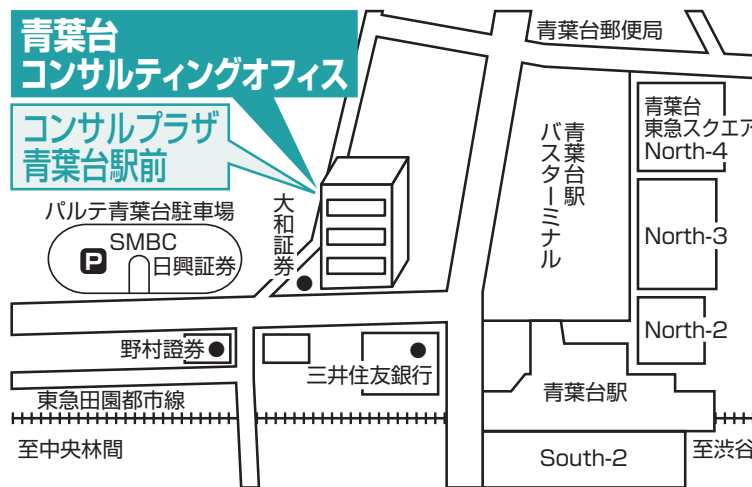 青葉台
コンサルティングオフィス
コンサルプラザ
青葉台駅前
青葉台郵便局
青葉台
東急スクエア
North-4
青葉台駅
バスターミナル
大和証券
パルテ青葉台駐車場
P
SMBC
日興証券
North-3
North-2
野村證券
三井住友銀行
青葉台駅
東急田園都市線
至中央林間
South-2
至渋谷